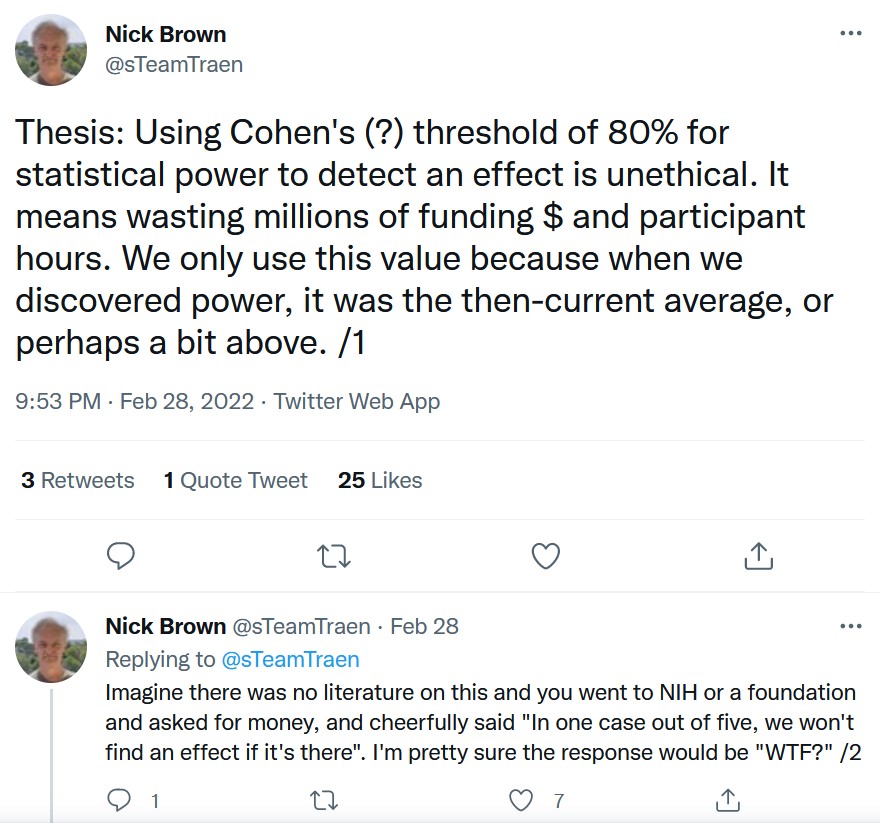 Nick Brown
@sTeamTraen
Thesis: Using Cohen's (?) threshold of 80% for
statistical power to detect an effect is unethical. It
means wasting millions of funding $ and participant
hours. We only use this value because when we
discovered power, it was the then-current average, or
perhaps a bit above. /1
9:53 PM · Feb 28, 2022 · Twitter Web App
3 Retweets 1 Quote Tweet 25 Likes
Nick Brown @sTeamTraen · Feb 28
Replying to @sTeamTraen
Imagine there was no literature on this and you went to NIH or a foundation
and asked for money, and cheerfully said "In one case out of five, we won't
find an effect if it's there". I'm pretty sure the response would be "WTF?" /2
1 7